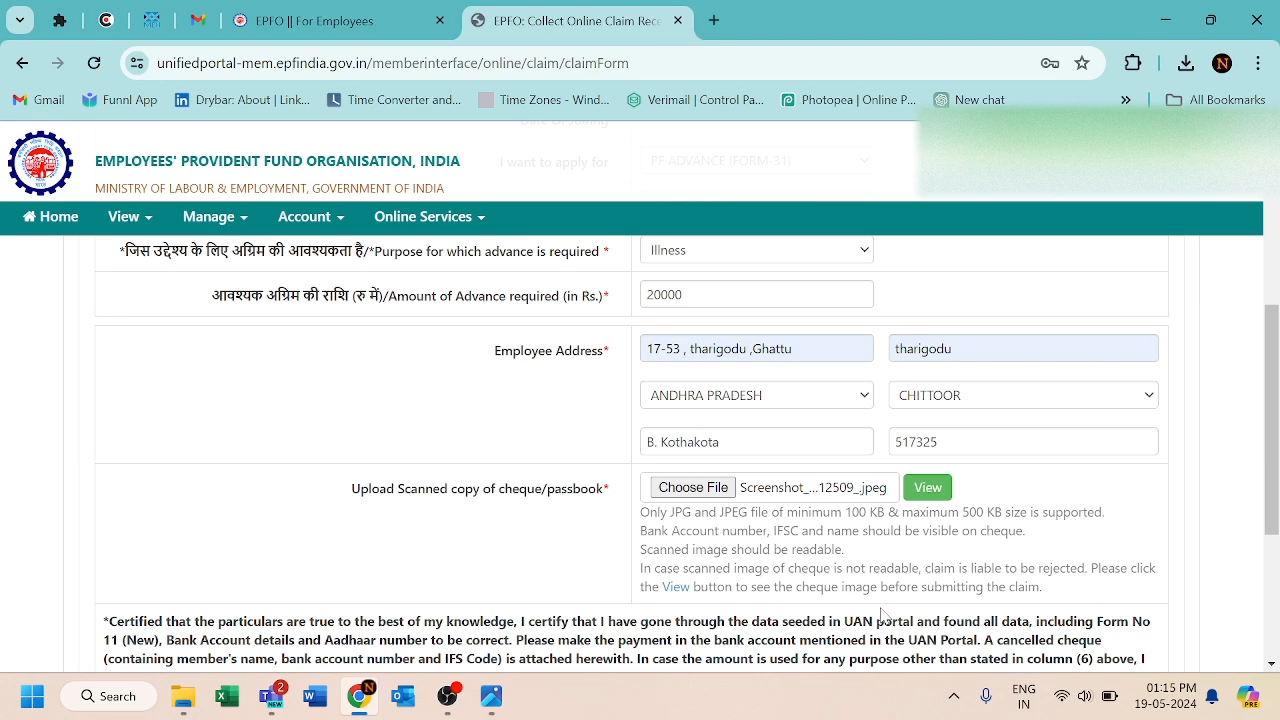 EPFO || For Employees
EPFO: Collect Online Claim Rece
unifiedportal-mem.epfindia.gov.in/memberinterface/online/claim/claimForm
Gmail Funnl App Drybar: About | Link... Time Converter and... Time Zones - Wind... Verimail | Control Pa... Photopea | Online P... New chat » All Bookmarks
Date Of Joining
EMPLOYEES' PROVIDENT FUND ORGANISATION, INDIA
I want to apply for PF ADVANCE (FORM-31)
MINISTRY OF LABOUR & EMPLOYMENT, GOVERNMENT OF INDIA
Home View Manage Account Online Services
*जिस उद्देश्य के लिए अग्रिम की आवश्यकता है/*Purpose for which advance is required * Illness
आवश्यक अग्रिम की राशि (रु में)/Amount of Advance required (in Rs.)* 20000
Employee Address* 17-53 , tharigodu ,Ghattu tharigodu
ANDHRA PRADESH CHITTOOR
B. Kothakota 517325
Upload Scanned copy of cheque/passbook* Choose File Screenshot_...12509_.jpeg View
Only JPG and JPEG file of minimum 100 KB & maximum 500 KB size is supported.
Bank Account number, IFSC and name should be visible on cheque.
Scanned image should be readable.
In case scanned image of cheque is not readable, claim is liable to be rejected. Please click
the View button to see the cheque image before submitting the claim.
*Certified that the particulars are true to the best of my knowledge, I certify that I have gone through the data seeded in UAN Portal and found all data, including Form No
11 (New), Bank Account details and Aadhaar number to be correct. Please make the payment in the bank account mentioned in the UAN Portal. A cancelled cheque
(containing member's name, bank account number and IFS Code) is attached herewith. In case the amount is used for any purpose other than stated in column (6) above, I
Search 2 NEW N ENG 01:15 PM
IN 19-05-2024 PRE